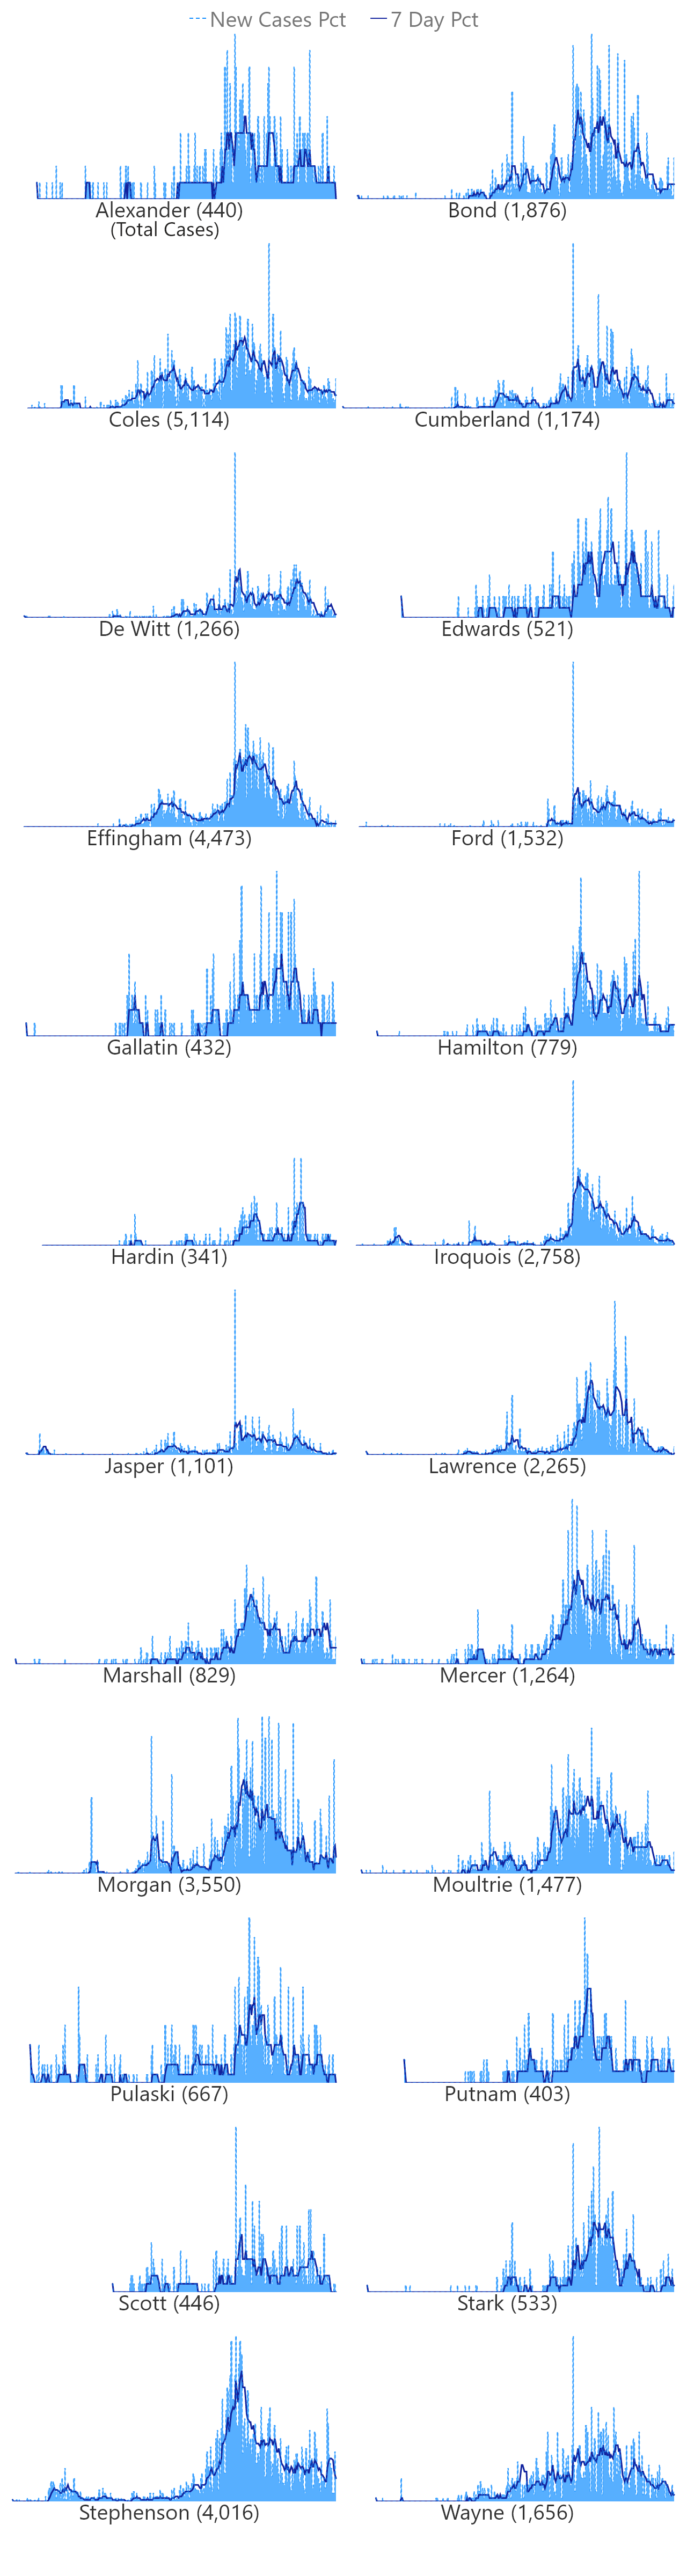 New Cases Pct 7 Day Pct
Alexander (440) Bond (1,876)
(Total Cases)
Coles (5,114) Cumberland (1,174)
De Witt (1,266) Edwards (521)
Effingham (4,473) Ford (1,532)
Gallatin (432) Hamilton (779)
Hardin (341) Iroquois (2,758)
Jasper (1,101) Lawrence (2,265)
Marshall (829) Mercer (1,264)
Morgan (3,550) Moultrie (1,477)
Pulaski (667) Putnam (403)
Scott (446) Stark (533)
Stephenson (4,016) Wayne (1,656)